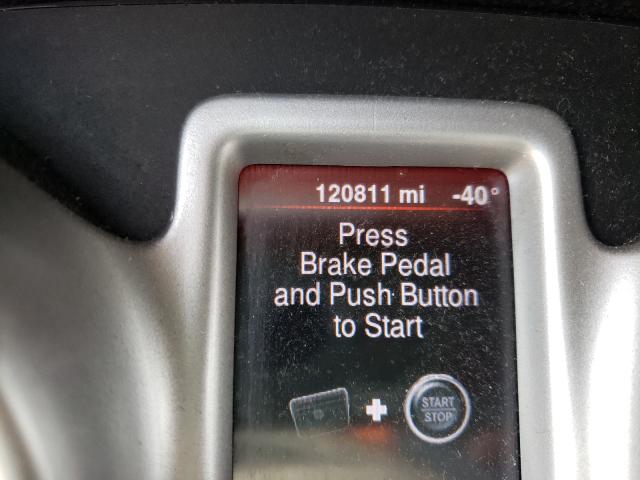 120811 mi -40°
Press
Brake Pedal
and Push Button
to Start
START
STOP